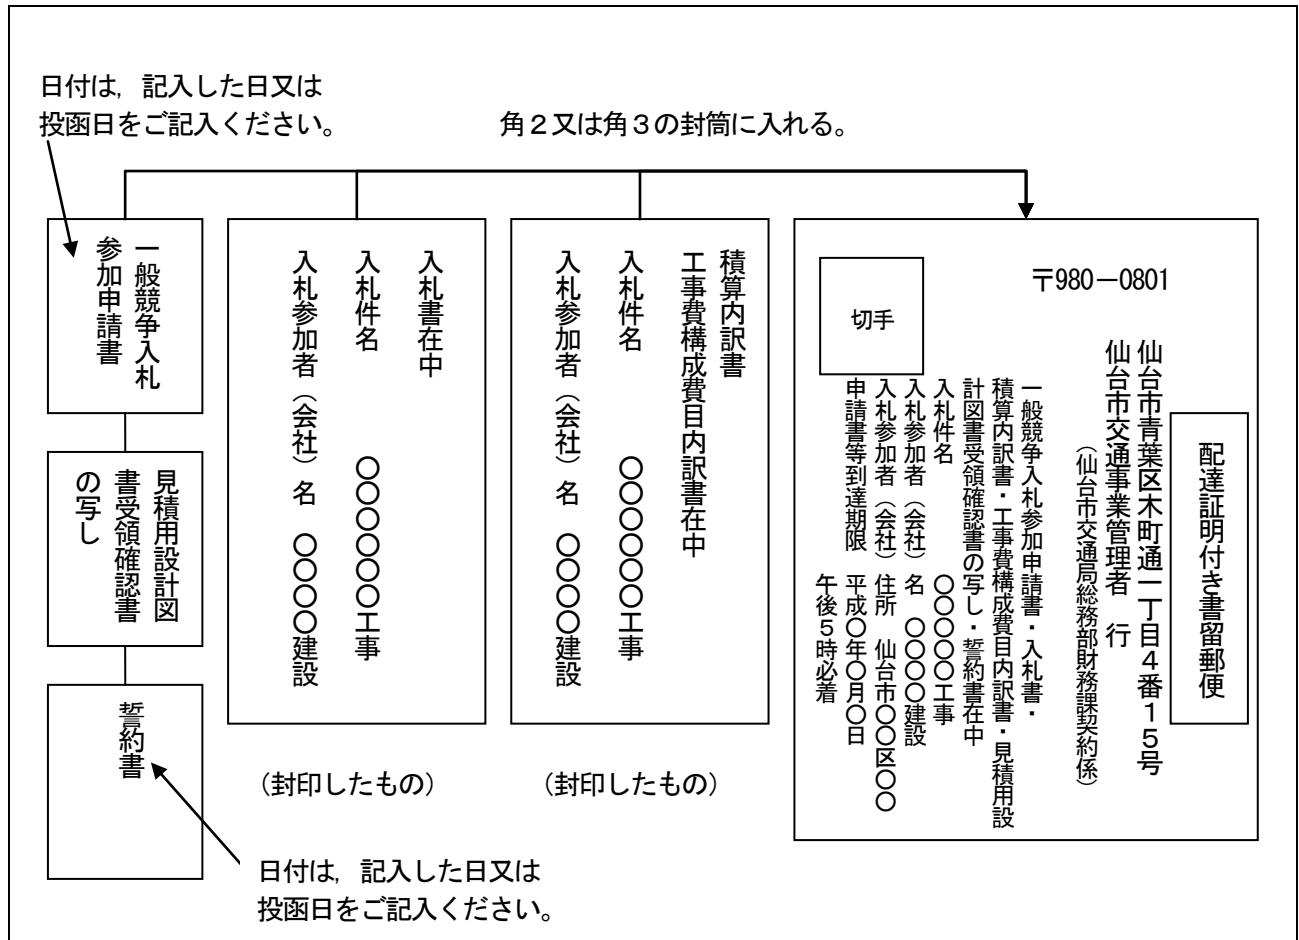 日付は，記入した日又は
投函日をご記入ください。
角２又は角３の封筒に入れる。
一般競争入札
参加申請書
見積用設計図
書受領確認書
の写し
誓約書
入札書在中
入札件名　〇〇〇〇〇〇工事
入札参加者（会社）名　〇〇〇〇建設
（封印したもの）
積算内訳書
工事費構成費目内訳書在中
入札件名　〇〇〇〇〇〇工事
入札参加者（会社）名　〇〇〇〇建設
（封印したもの）
〒980－0801
切手
配達証明付き書留郵便
仙台市青葉区木町通一丁目４番１５号
仙台市交通事業管理者　行
（仙台市交通局総務部財務課契約係）
一般競争入札参加申請書・入札書・
積算内訳書・工事費構成費目内訳書・見積用設
計図書受領確認書の写し・誓約書在中
入札件名　〇〇〇〇〇工事
入札参加者（会社）名　〇〇〇〇建設
入札参加者（会社）住所　仙台市〇〇区〇〇
申請書等到達期限　平成〇年〇月〇日
午後５時必着
日付は，記入した日又は
投函日をご記入ください。